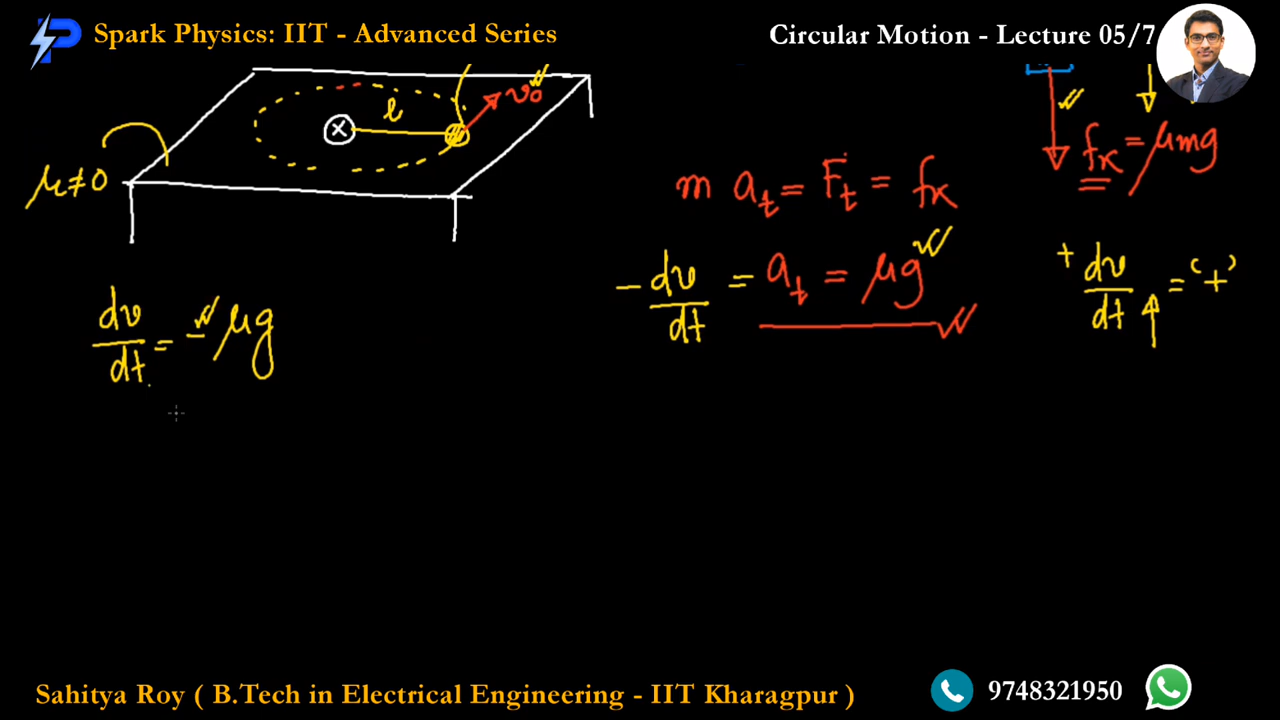 Spark Physics: IIT - Advanced Series
Circular Motion - Lecture 05/7
l
v₀
μ≠0
fₖ = μmg
m aₜ = Fₜ = fₖ
-dv/dt = aₜ = μg
+dv/dt ↑ = '+'
dv/dt = -μg
Sahitya Roy ( B.Tech in Electrical Engineering - IIT Kharagpur )
9748321950